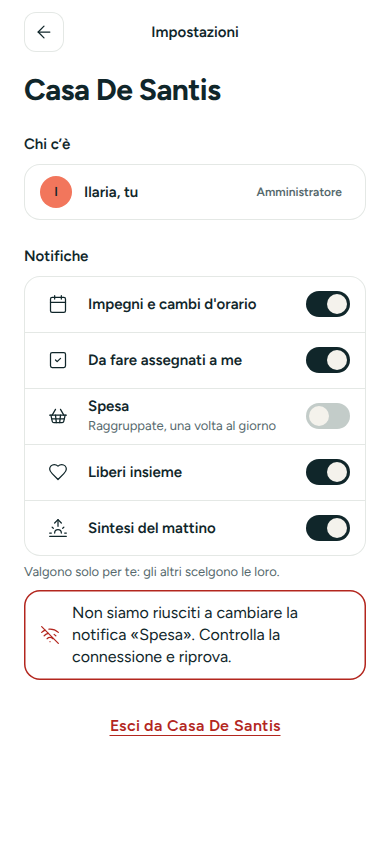 Impostazioni
Casa De Santis
Chi c’è
I
Ilaria, tu
Amministratore
Notifiche
Impegni e cambi d'orario
Da fare assegnati a me
Spesa
Raggruppate, una volta al giorno
Liberi insieme
Sintesi del mattino
Valgono solo per te: gli altri scelgono le loro.
Non siamo riusciti a cambiare la
notifica «Spesa». Controlla la
connessione e riprova.
Esci da Casa De Santis